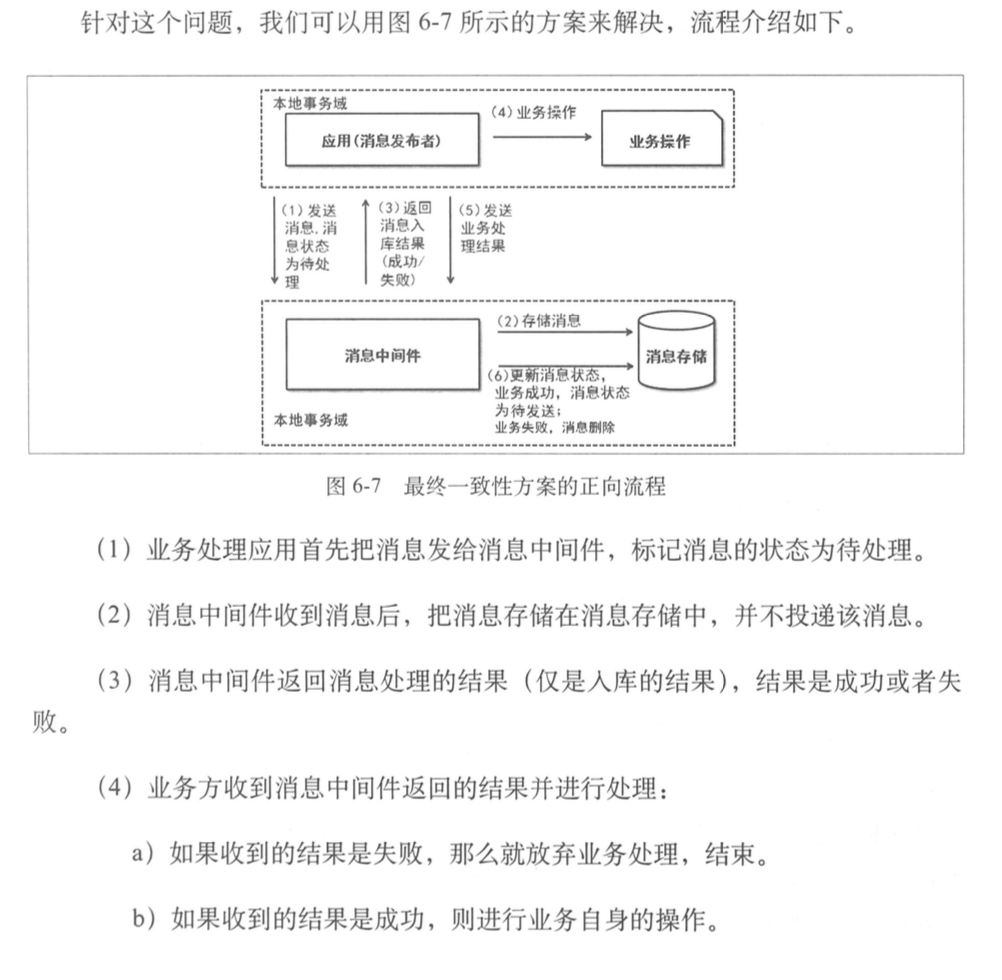 针对这个问题，我们可以用图 6-7 所示的方案来解决，流程介绍如下。
本地事务域
应用(消息发布者)
(4) 业务操作
业务操作
(1) 发送
消息，消
息状态
为待处
理
(3) 返回
消息入
库结果
(成功/
失败)
(5) 发送
业务处
理结果
消息中间件
(2) 存储消息
消息存储
(6)更新消息状态，
业务成功，消息状态
为待发送；
业务失败，消息删除
本地事务域
图 6-7 最终一致性方案的正向流程
（1）业务处理应用首先把消息发给消息中间件，标记消息的状态为待处理。
（2）消息中间件收到消息后，把消息存储在消息存储中，并不投递该消息。
（3）消息中间件返回消息处理的结果（仅是入库的结果），结果是成功或者失
败。
（4）业务方收到消息中间件返回的结果并进行处理：
a）如果收到的结果是失败，那么就放弃业务处理，结束。
b）如果收到的结果是成功，则进行业务自身的操作。